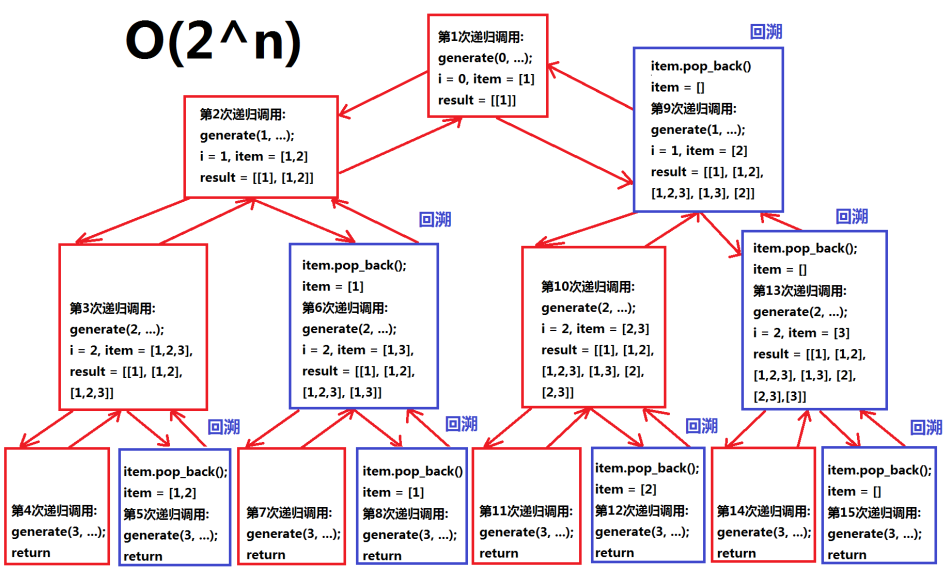 O(2^n)
第1次递归调用:
generate(0, ...);
i = 0, item = [1]
result = [[1]]
回溯
item.pop_back()
item = []
第9次递归调用:
generate(1, ...);
i = 1, item = [2]
result = [[1], [1,2],
[1,2,3], [1,3], [2]]
第2次递归调用:
generate(1, ...);
i = 1, item = [1,2]
result = [[1], [1,2]]
第3次递归调用:
generate(2, ...);
i = 2, item = [1,2,3],
result = [[1], [1,2],
[1,2,3]]
回溯
item.pop_back();
item = [1]
第6次递归调用:
generate(2, ...);
i = 2, item = [1,3],
result = [[1], [1,2],
[1,2,3], [1,3]]
第10次递归调用:
generate(2, ...);
i = 2, item = [2,3]
result = [[1], [1,2],
[1,2,3], [1,3], [2],
[2,3]]
回溯
item.pop_back();
item = []
第13次递归调用:
generate(2, ...);
i = 2, item = [3]
result = [[1], [1,2],
[1,2,3], [1,3], [2],
[2,3],[3]]
第4次递归调用:
generate(3, ...);
return
回溯
item.pop_back();
item = [1,2]
第5次递归调用:
generate(3, ...);
return
第7次递归调用:
generate(3, ...);
return
回溯
item.pop_back()
item = [1]
第8次递归调用:
generate(3, ...);
return
第11次递归调用:
generate(3, ...);
return
回溯
item.pop_back()
item = [2]
第12次递归调用:
generate(3, ...);
return
第14次递归调用:
generate(3, ...);
return
回溯
item.pop_back();
item = []
第15次递归调用:
generate(3, ...);
return